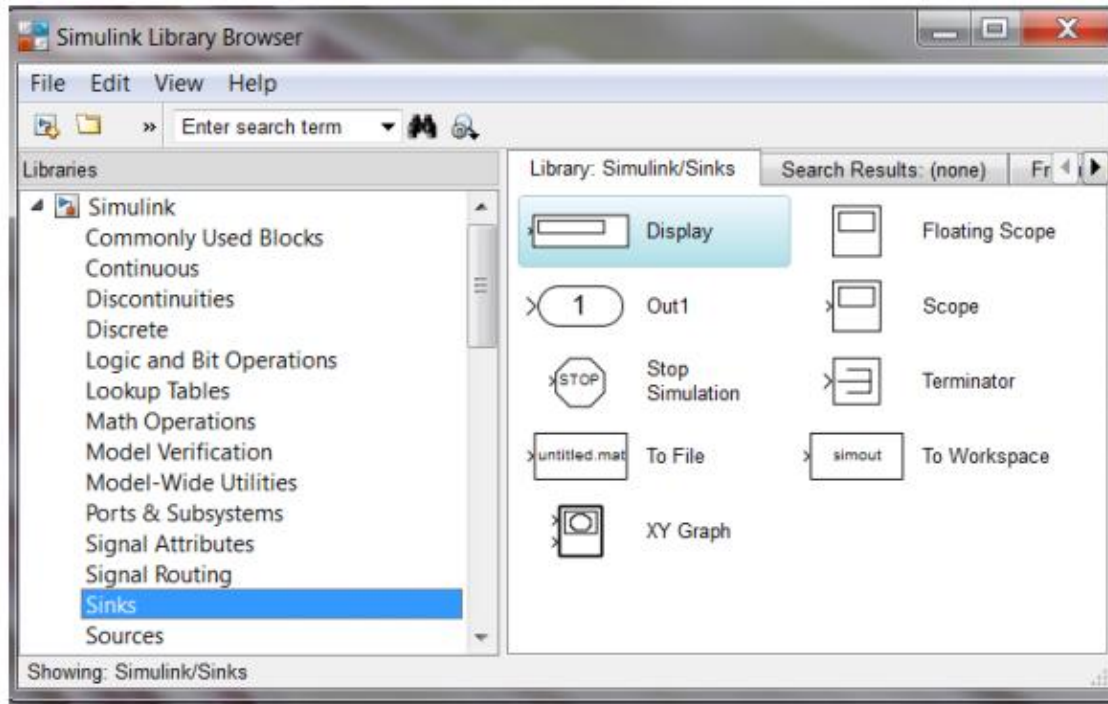 Simulink Library Browser
File Edit View Help
» Enter search term
Libraries
Simulink
Commonly Used Blocks
Continuous
Discontinuities
Discrete
Logic and Bit Operations
Lookup Tables
Math Operations
Model Verification
Model-Wide Utilities
Ports & Subsystems
Signal Attributes
Signal Routing
Sinks
Sources
Library: Simulink/Sinks Search Results: (none) Fr
Display Floating Scope
1 Out1 Scope
STOP Stop
Simulation Terminator
untitled.mat To File simout To Workspace
XY Graph
Showing: Simulink/Sinks